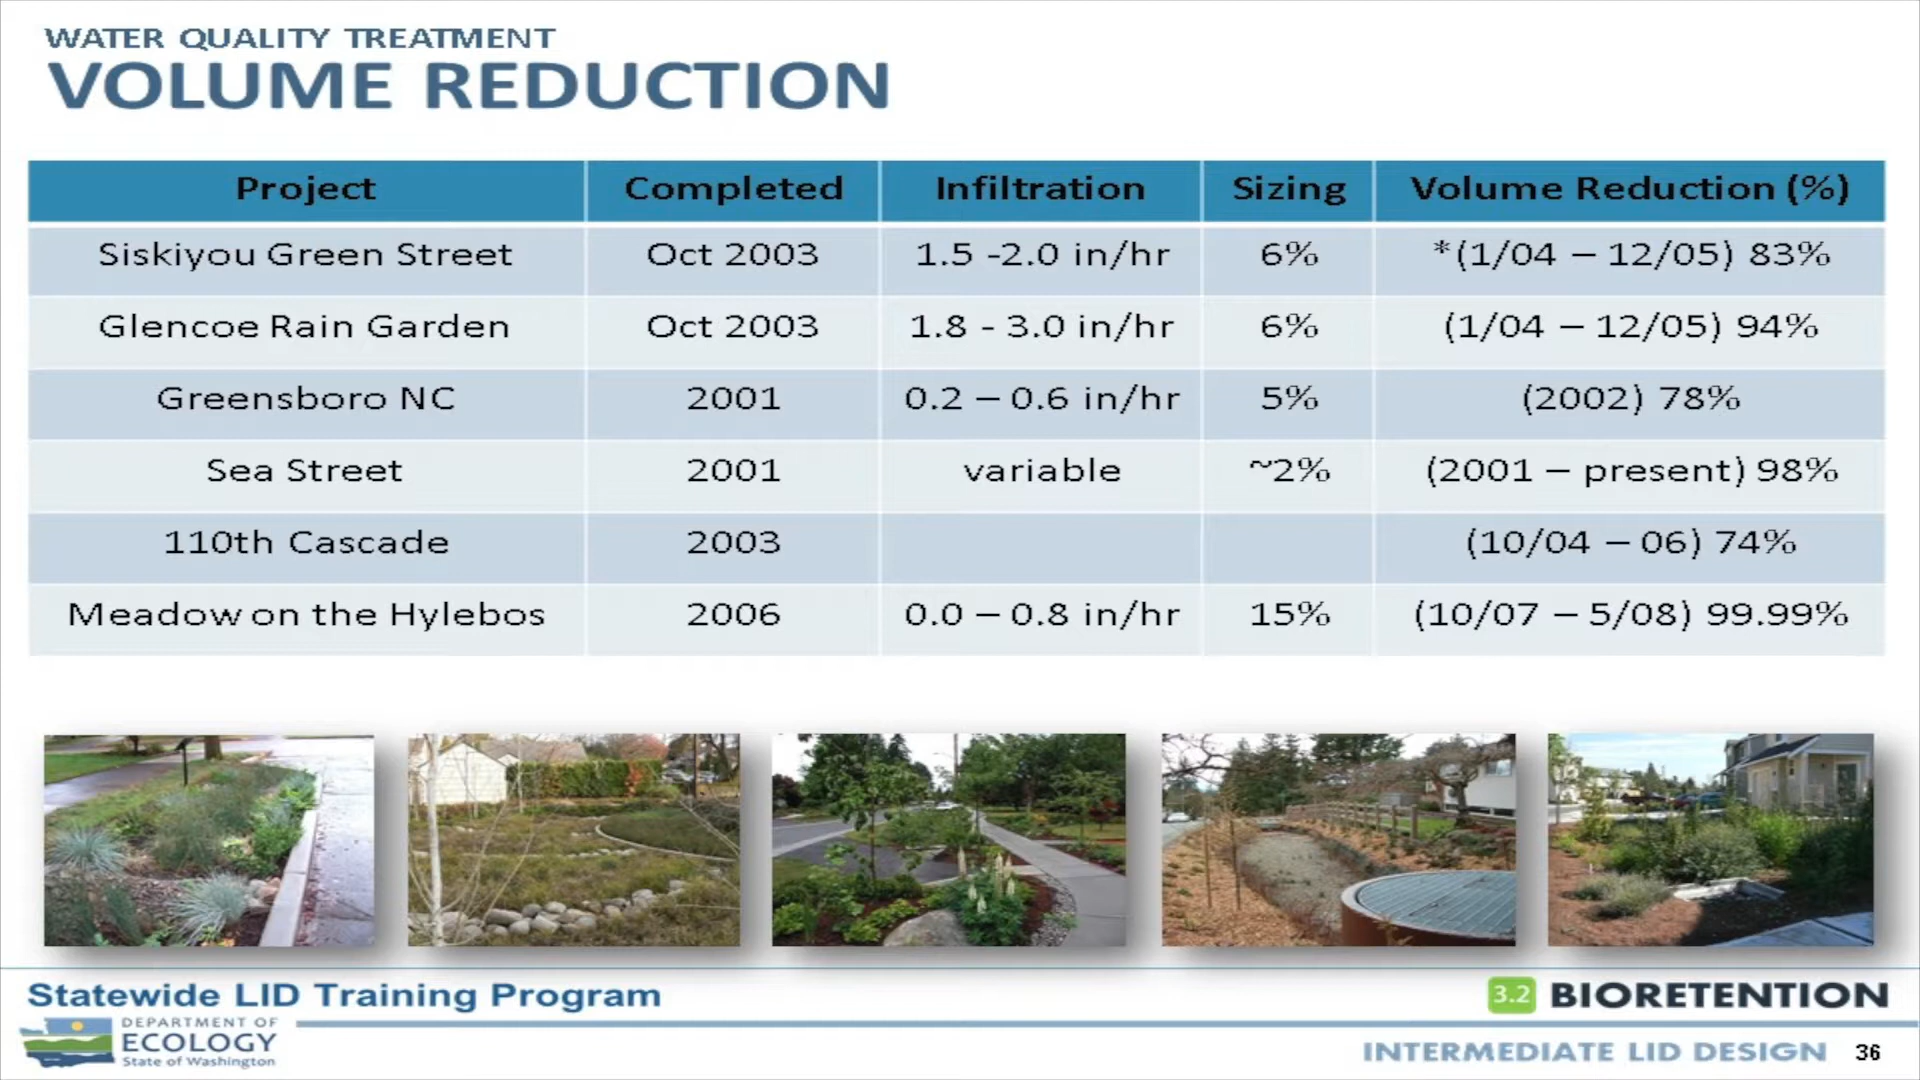 WATER QUALITY TREATMENT
VOLUME REDUCTION
Project Completed Infiltration Sizing Volume Reduction (%)
Siskiyou Green Street Oct 2003 1.5 -2.0 in/hr 6% *(1/04 – 12/05) 83%
Glencoe Rain Garden Oct 2003 1.8 - 3.0 in/hr 6% (1/04 – 12/05) 94%
Greensboro NC 2001 0.2 – 0.6 in/hr 5% (2002) 78%
Sea Street 2001 variable ~2% (2001 – present) 98%
110th Cascade 2003 (10/04 – 06) 74%
Meadow on the Hylebos 2006 0.0 – 0.8 in/hr 15% (10/07 – 5/08) 99.99%
Statewide LID Training Program
DEPARTMENT OF
ECOLOGY
State of Washington
3.2 BIORETENTION
INTERMEDIATE LID DESIGN 36